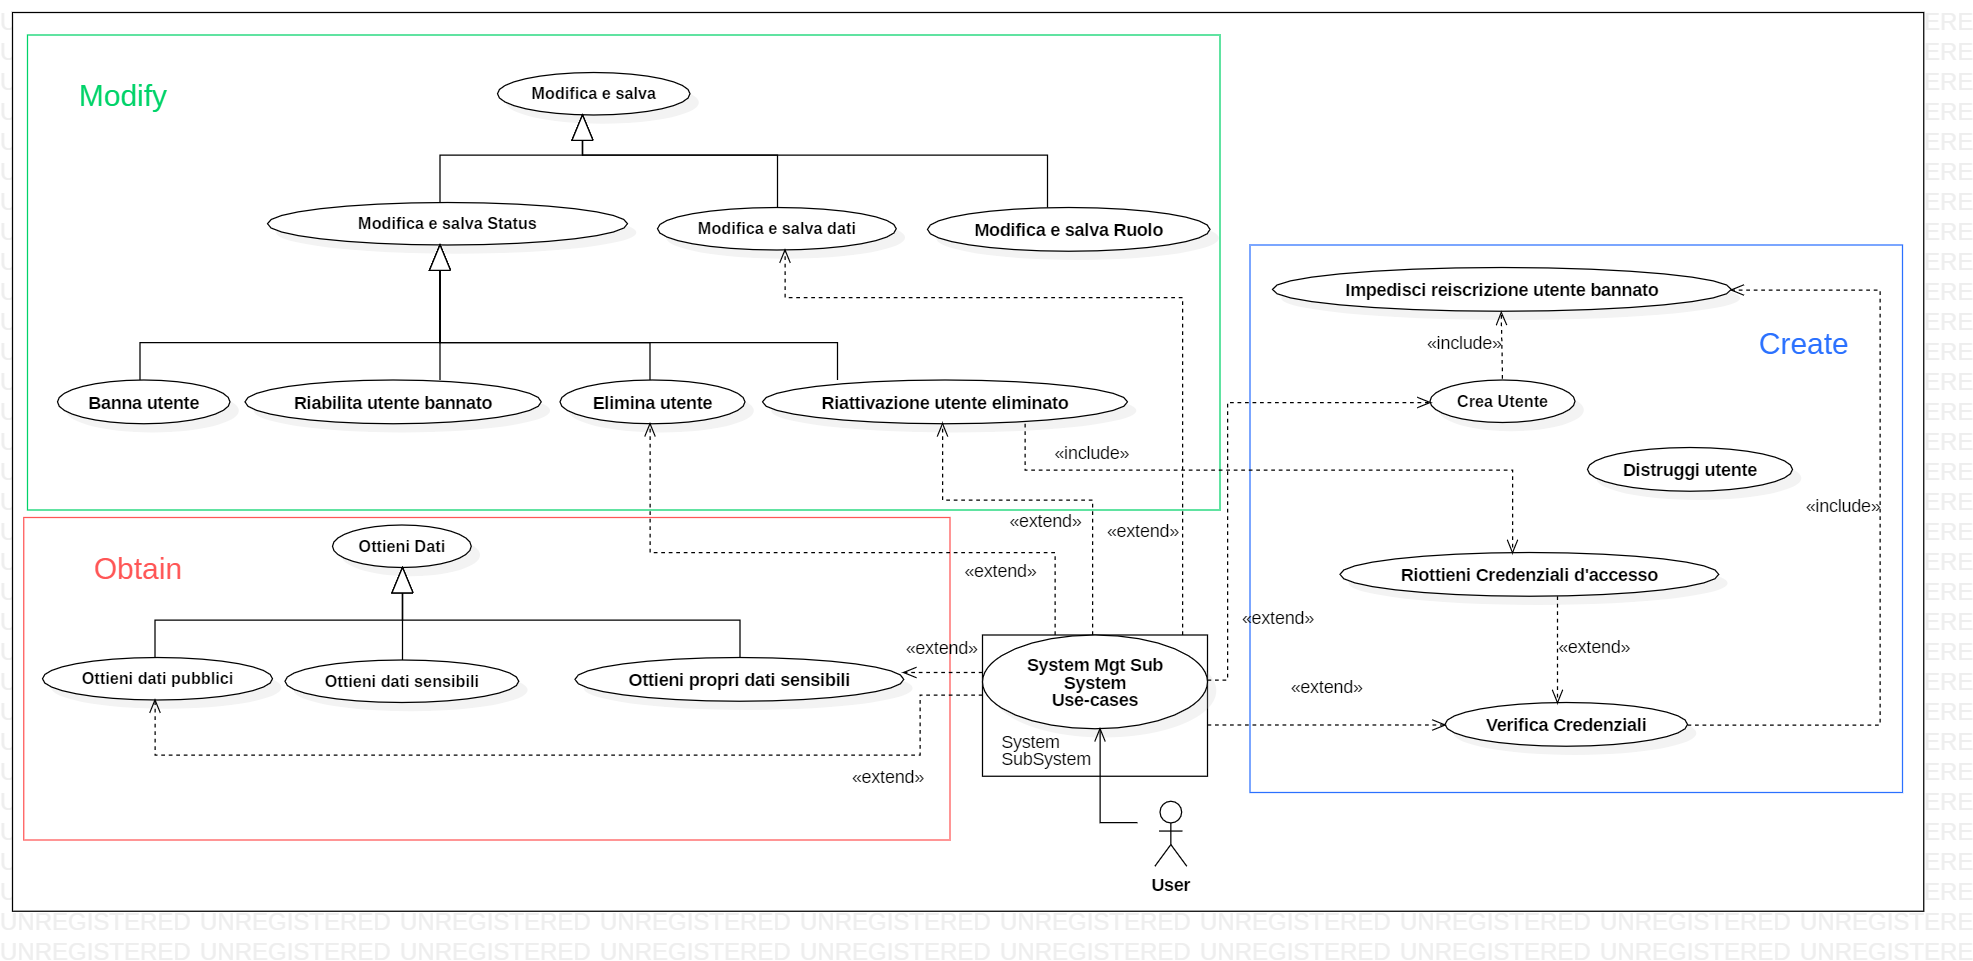 Modify
Modifica e salva
Modifica e salva Status
Modifica e salva dati
Modifica e salva Ruolo
Banna utente
Riabilita utente bannato
Elimina utente
Riattivazione utente eliminato
Create
Impedisci reiscrizione utente bannato
«include»
Crea Utente
«include»
Distruggi utente
«include»
Riottieni Credenziali d'accesso
«extend»
«extend»
«extend»
«extend»
«extend»
«extend»
Verifica Credenziali
Obtain
Ottieni Dati
Ottieni dati pubblici
Ottieni dati sensibili
Ottieni propri dati sensibili
«extend»
«extend»
System Mgt Sub
System
Use-cases
System
SubSystem
User
UNREGISTERED UNREGISTERED UNREGISTERED UNREGISTERED UNREGISTERED UNREGISTERED UNREGISTERED UNREGISTERED UNREGISTERED UNREGISTERE
UNREGISTERED UNREGISTERED UNREGISTERED UNREGISTERED UNREGISTERED UNREGISTERED UNREGISTERED UNREGISTERED UNREGISTERED UNREGISTERE